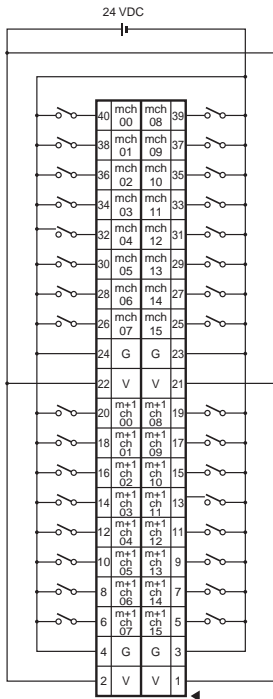 24 VDC
40 mch 00 mch 08 39
38 mch 01 mch 09 37
36 mch 02 mch 10 35
34 mch 03 mch 11 33
32 mch 04 mch 12 31
30 mch 05 mch 13 29
28 mch 06 mch 14 27
26 mch 07 mch 15 25
24 G G 23
22 V V 21
20 m+1 ch 00 m+1 ch 08 19
18 m+1 ch 01 m+1 ch 09 17
16 m+1 ch 02 m+1 ch 10 15
14 m+1 ch 03 m+1 ch 11 13
12 m+1 ch 04 m+1 ch 12 11
10 m+1 ch 05 m+1 ch 13 9
8 m+1 ch 06 m+1 ch 14 7
6 m+1 ch 07 m+1 ch 15 5
4 G G 3
2 V V 1